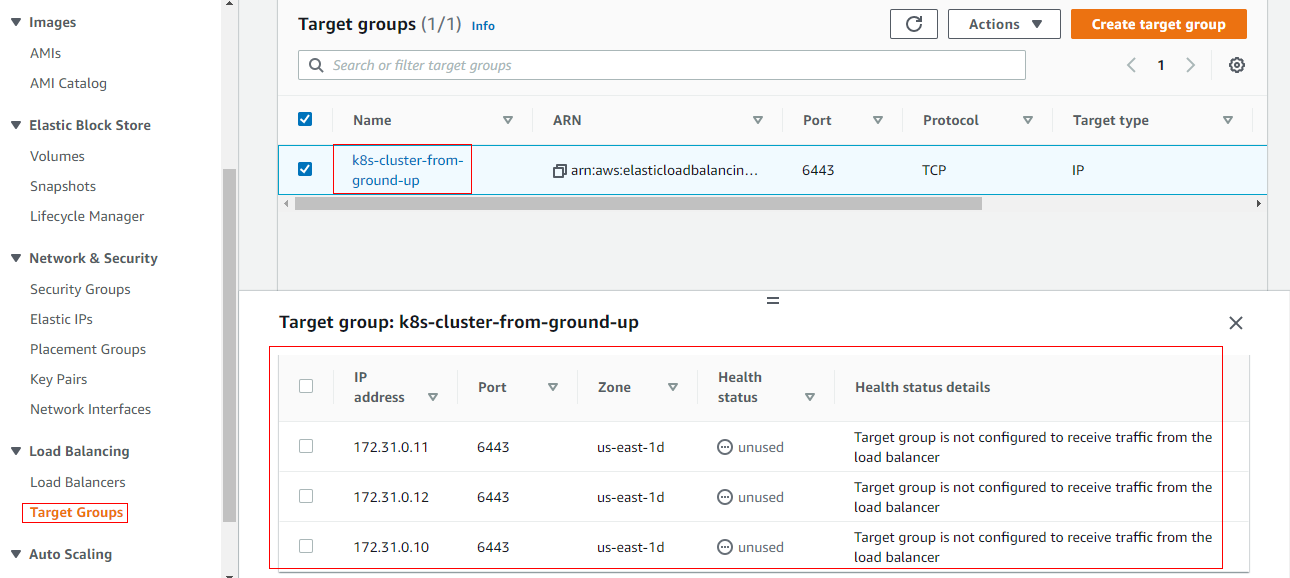 Images
AMIs
AMI Catalog
Elastic Block Store
Volumes
Snapshots
Lifecycle Manager
Network & Security
Security Groups
Elastic IPs
Placement Groups
Key Pairs
Network Interfaces
Load Balancing
Load Balancers
Target Groups
Auto Scaling
Target groups (1/1) Info
Actions
Create target group
Search or filter target groups
1
Name ARN Port Protocol Target type
k8s-cluster-from-
ground-up
arn:aws:elasticloadbalancin... 6443 TCP IP
Target group: k8s-cluster-from-ground-up
IP
address
Port Zone
Health
status
Health status details
172.31.0.11 6443 us-east-1d unused
Target group is not configured to receive traffic from the
load balancer
172.31.0.12 6443 us-east-1d unused
Target group is not configured to receive traffic from the
load balancer
172.31.0.10 6443 us-east-1d unused
Target group is not configured to receive traffic from the
load balancer